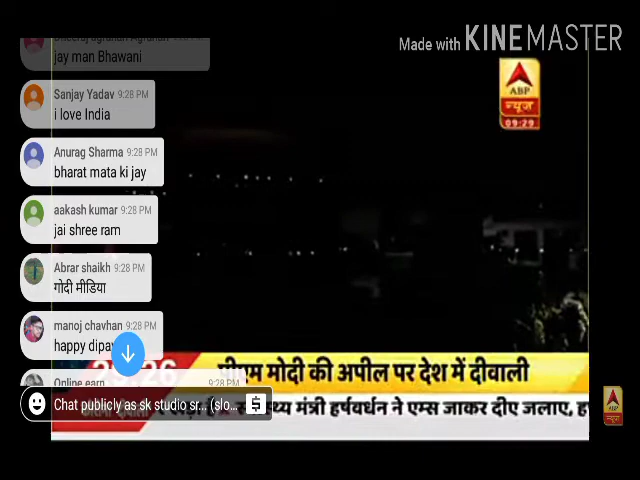 jay man Bhawani
Made with KINEMASTER
Sanjay Yadav 9:28 PM
i love India
ABP
न्यूज़
09:29
Anurag Sharma 9:28 PM
bharat mata ki jay
aakash kumar 9:28 PM
jai shree ram
Abrar shaikh 9:28 PM
गोदी मीडिया
manoj chavhan 9:28 PM
happy dipa
पीएम मोदी की अपील पर देश में दीवाली
Online earn 9:28 PM
Chat publicly as sk studio sr... (slo...
मंत्री हर्षवर्धन ने एम्स जाकर दीए जलाए,
ABP